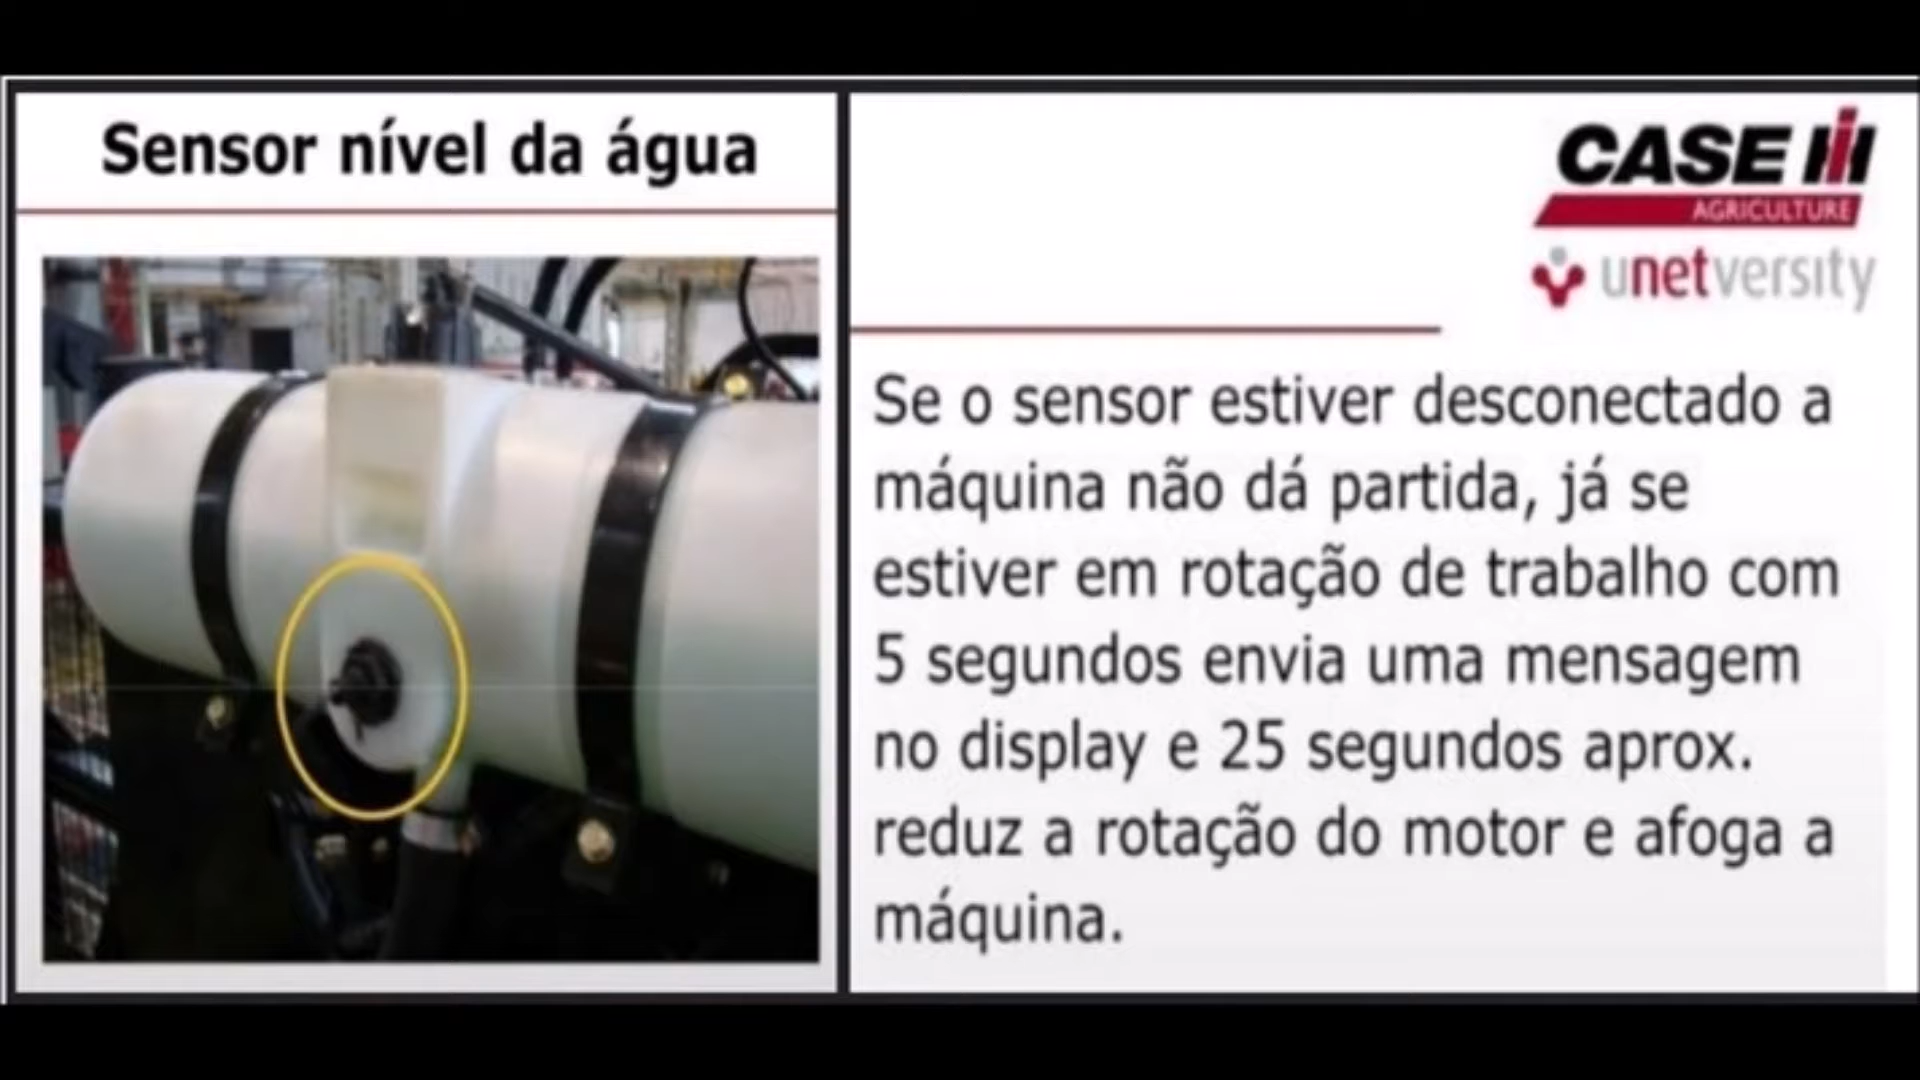 Sensor nível da água
CASE IH
AGRICULTURE
unetversity
Se o sensor estiver desconectado a
máquina não dá partida, já se
estiver em rotação de trabalho com
5 segundos envia uma mensagem
no display e 25 segundos aprox.
reduz a rotação do motor e afoga a
máquina.